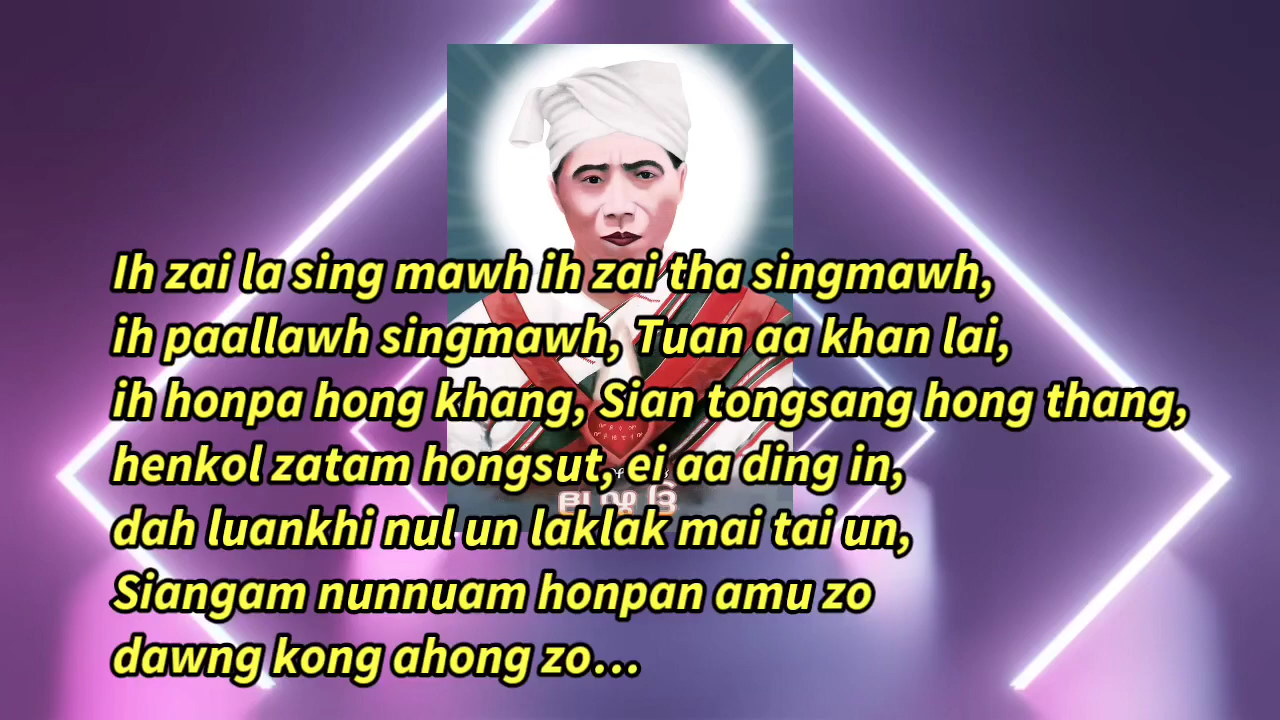 Ih zai la sing mawh ih zai tha singmawh,
ih paallawh singmawh, Tuan aa khan lai,
ih honpa hong khang, Sian tongsang hong thang,
henkol zatam hongsut, ei aa ding in,
dah luankhi nul un laklak mai tai un,
Siangam nunnuam honpan amu zo
dawng kong ahong zo...